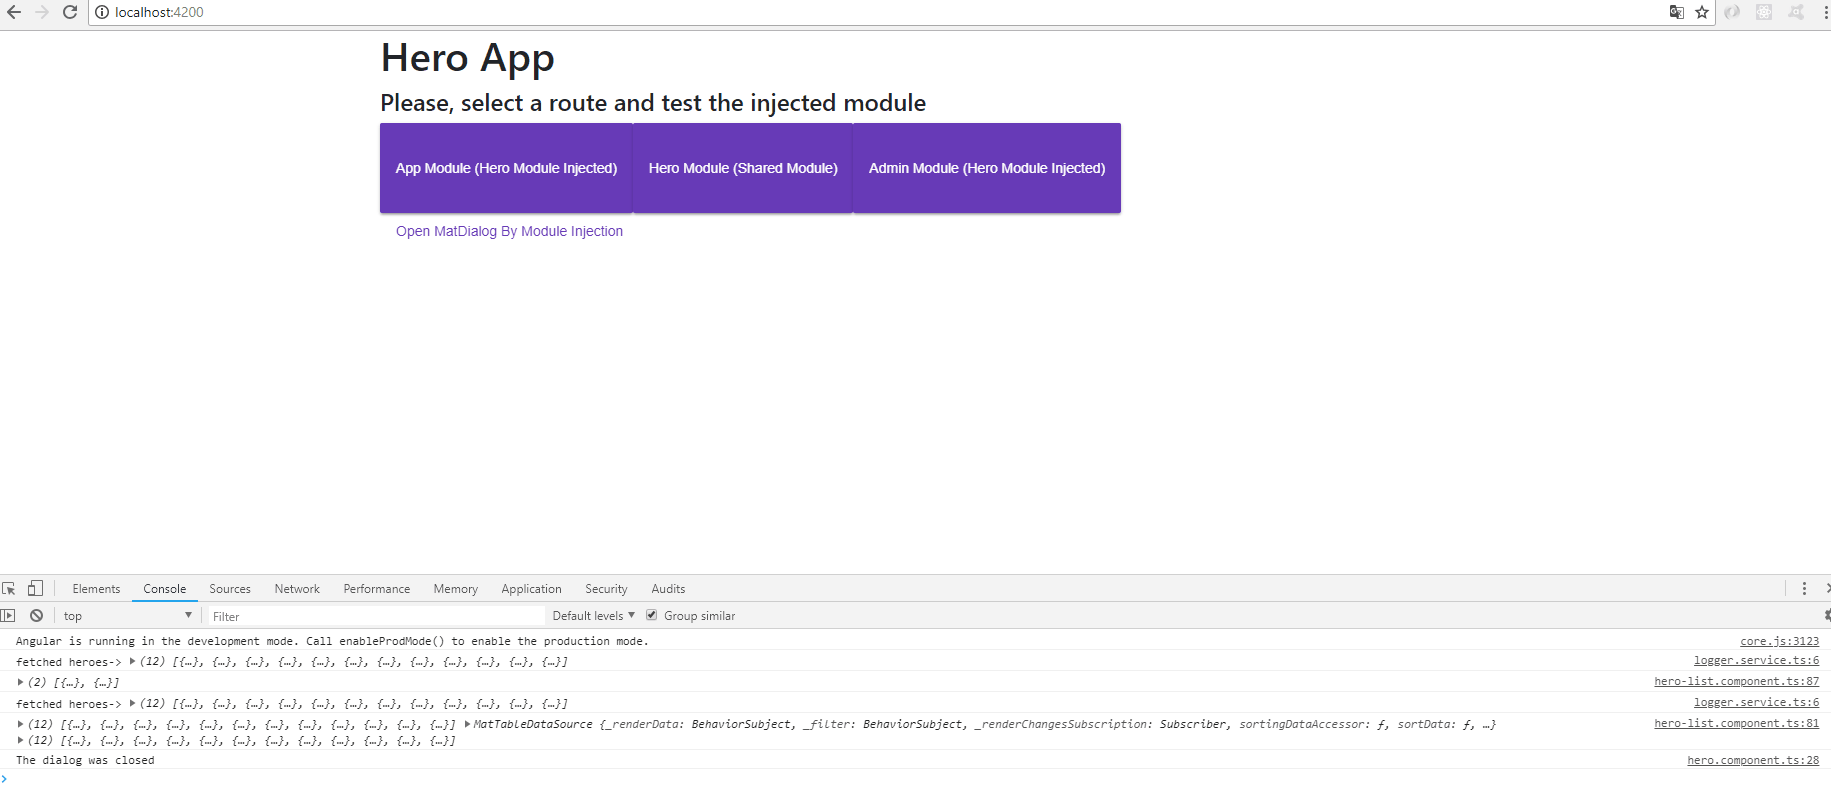 localhost:4200
Hero App
Please, select a route and test the injected module
App Module (Hero Module Injected) Hero Module (Shared Module) Admin Module (Hero Module Injected)
Open MatDialog By Module Injection
Elements Console Sources Network Performance Memory Application Security Audits
top Filter Default levels Group similar
Angular is running in the development mode. Call enableProdMode() to enable the production mode. core.js:3123
fetched heroes-> (12) [{…}, {…}, {…}, {…}, {…}, {…}, {…}, {…}, {…}, {…}, {…}, {…}] logger.service.ts:6
(2) [{…}, {…}] hero-list.component.ts:87
fetched heroes-> (12) [{…}, {…}, {…}, {…}, {…}, {…}, {…}, {…}, {…}, {…}, {…}, {…}] logger.service.ts:6
(12) [{…}, {…}, {…}, {…}, {…}, {…}, {…}, {…}, {…}, {…}, {…}, {…}] MatTableDataSource {_renderData: BehaviorSubject, _filter: BehaviorSubject, _renderChangesSubscription: Subscriber, sortingDataAccessor: ƒ, sortData: ƒ, …} hero-list.component.ts:81
(12) [{…}, {…}, {…}, {…}, {…}, {…}, {…}, {…}, {…}, {…}, {…}, {…}]
The dialog was closed hero.component.ts:28